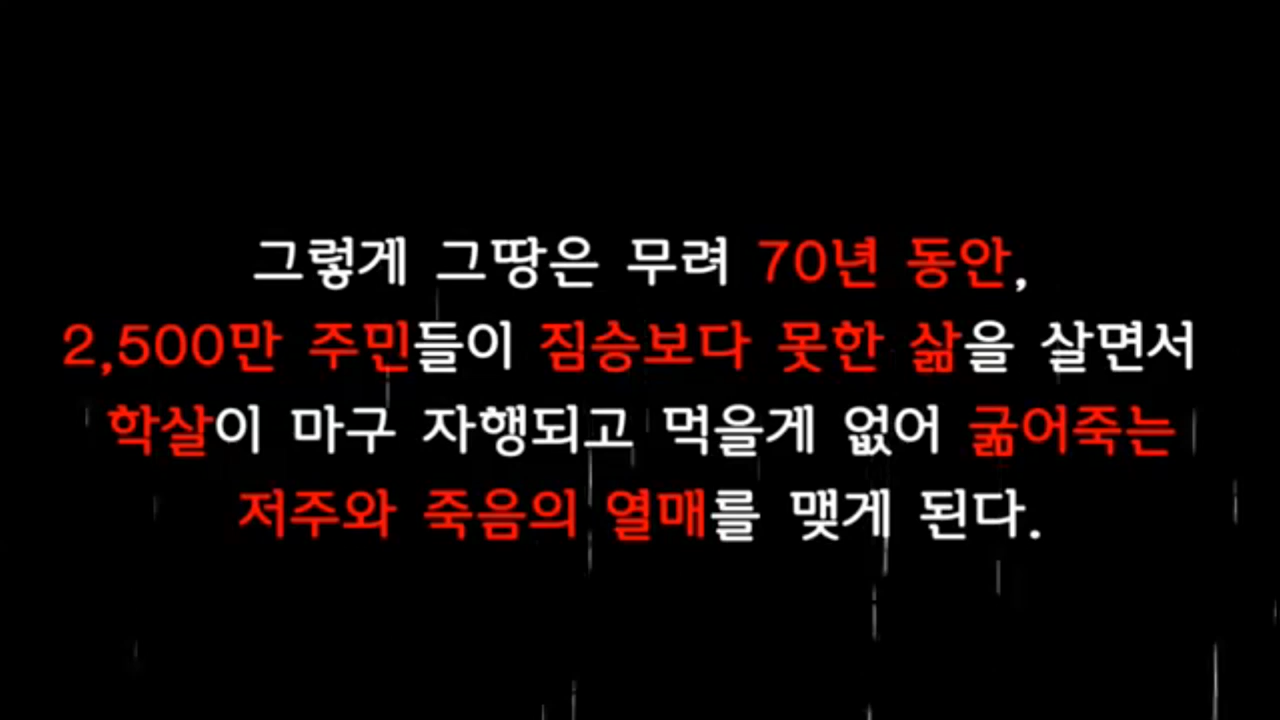 그렇게 그땅은 무려 70년 동안,
2,500만 주민들이 짐승보다 못한 삶을 살면서
학살이 마구 자행되고 먹을게 없어 굶어죽는
저주와 죽음의 열매를 맺게 된다.